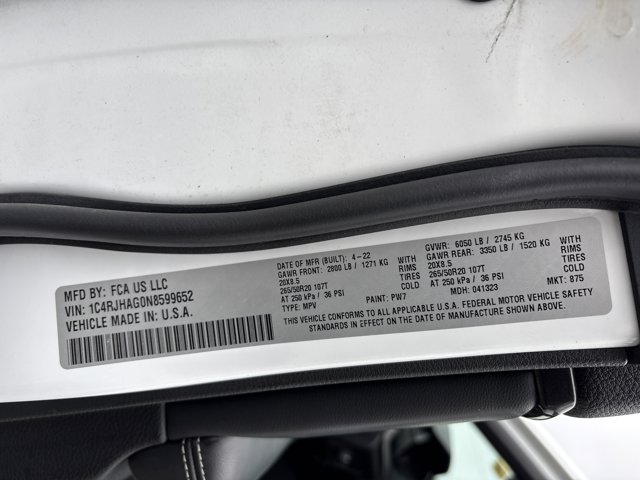 MFD BY: FCA US LLC
VIN: 1C4RJHAG0N8599652
VEHICLE MADE IN: U.S.A.
DATE OF MFR (BUILT): 4-22
GAWR FRONT: 2800 LB / 1271 KG WITH
20X8.5 RIMS
265/50R20 107T TIRES
AT 250 kPa / 36 PSI COLD
TYPE: MPV PAINT: PW7
GVWR: 6050 LB / 2745 KG
GAWR REAR: 3350 LB / 1520 KG WITH
20X8.5 RIMS
265/50R20 107T TIRES
AT 250 kPa / 36 PSI COLD
MDH: 041323 MKT: 875
THIS VEHICLE CONFORMS TO ALL APPLICABLE U.S.A. FEDERAL MOTOR VEHICLE SAFETY
STANDARDS IN EFFECT ON THE DATE OF MANUFACTURE SHOWN ABOVE.